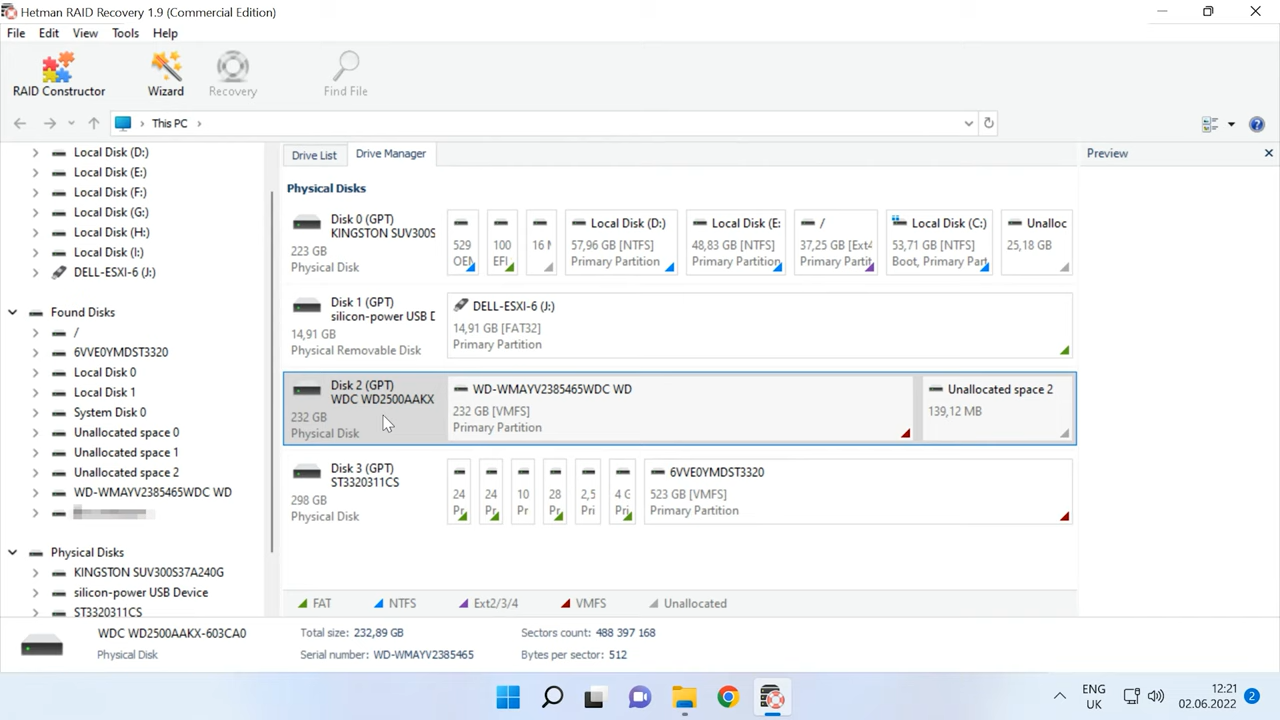 Hetman RAID Recovery 1.9 (Commercial Edition)
File Edit View Tools Help
RAID Constructor Wizard Recovery Find File
This PC
Local Disk (D:)
Local Disk (E:)
Local Disk (F:)
Local Disk (G:)
Local Disk (H:)
Local Disk (I:)
DELL-ESXI-6 (J:)
Found Disks
/
6VVE0YMDST3320
Local Disk 0
Local Disk 1
System Disk 0
Unallocated space 0
Unallocated space 1
Unallocated space 2
WD-WMAYV2385465WDC WD
Physical Disks
KINGSTON SUV300S37A240G
silicon-power USB Device
ST3320311CS
Drive List Drive Manager
Physical Disks
Disk 0 (GPT)
KINGSTON SUV300S
223 GB
Physical Disk
529
OEM
100
EFI
16 M
Local Disk (D:)
57,96 GB [NTFS]
Primary Partition
Local Disk (E:
48,83 GB [NTFS]
Primary Partition
/
37,25 GB [Ext4
Primary Partit
Local Disk (C:)
53,71 GB [NTFS]
Boot, Primary Part
Unalloc
25,18 GB
Disk 1 (GPT)
silicon-power USB D
14,91 GB
Physical Removable Disk
DELL-ESXI-6 (J:)
14,91 GB [FAT32]
Primary Partition
Disk 2 (GPT)
WDC WD2500AAKX
232 GB
Physical Disk
WD-WMAYV2385465WDC WD
232 GB [VMFS]
Primary Partition
Unallocated space 2
139,12 MB
Disk 3 (GPT)
ST3320311CS
298 GB
Physical Disk
24
Pr
24
Pr
10
Pr
28
Pr
2,5
Pri
4 G
Pri
6VVE0YMDST3320
523 GB [VMFS]
Primary Partition
FAT NTFS Ext2/3/4 VMFS Unallocated
Preview
WDC WD2500AAKX-603CA0
Physical Disk
Total size: 232,89 GB
Serial number: WD-WMAYV2385465
Sectors count: 488 397 168
Bytes per sector: 512
ENG
UK
12:21
02.06.2022
2